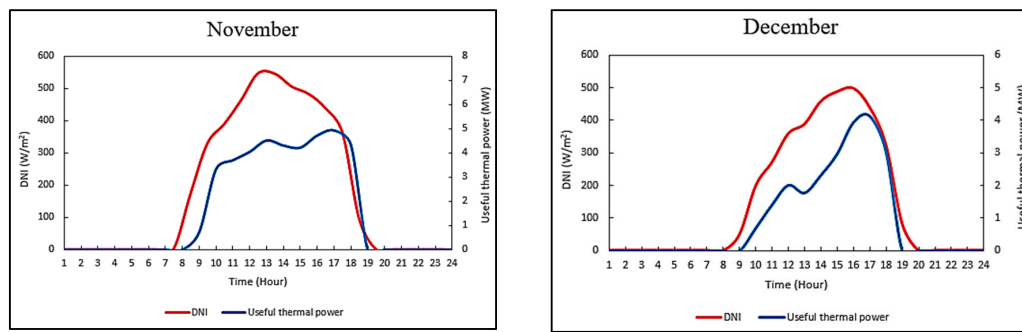 November
600
500
400
300
200
100
0
DNI (W/m²)
8
7
6
5
4
3
2
1
0
Useful thermal power (MW)
1 2 3 4 5 6 7 8 9 10 11 12 13 14 15 16 17 18 19 20 21 22 23 24
Time (Hour)
DNI Useful thermal power
December
600
500
400
300
200
100
0
DNI (W/m²)
6
5
4
3
2
1
0
Useful thermal power (MW)
1 2 3 4 5 6 7 8 9 10 11 12 13 14 15 16 17 18 19 20 21 22 23 24
Time (Hour)
DNI Useful thermal power